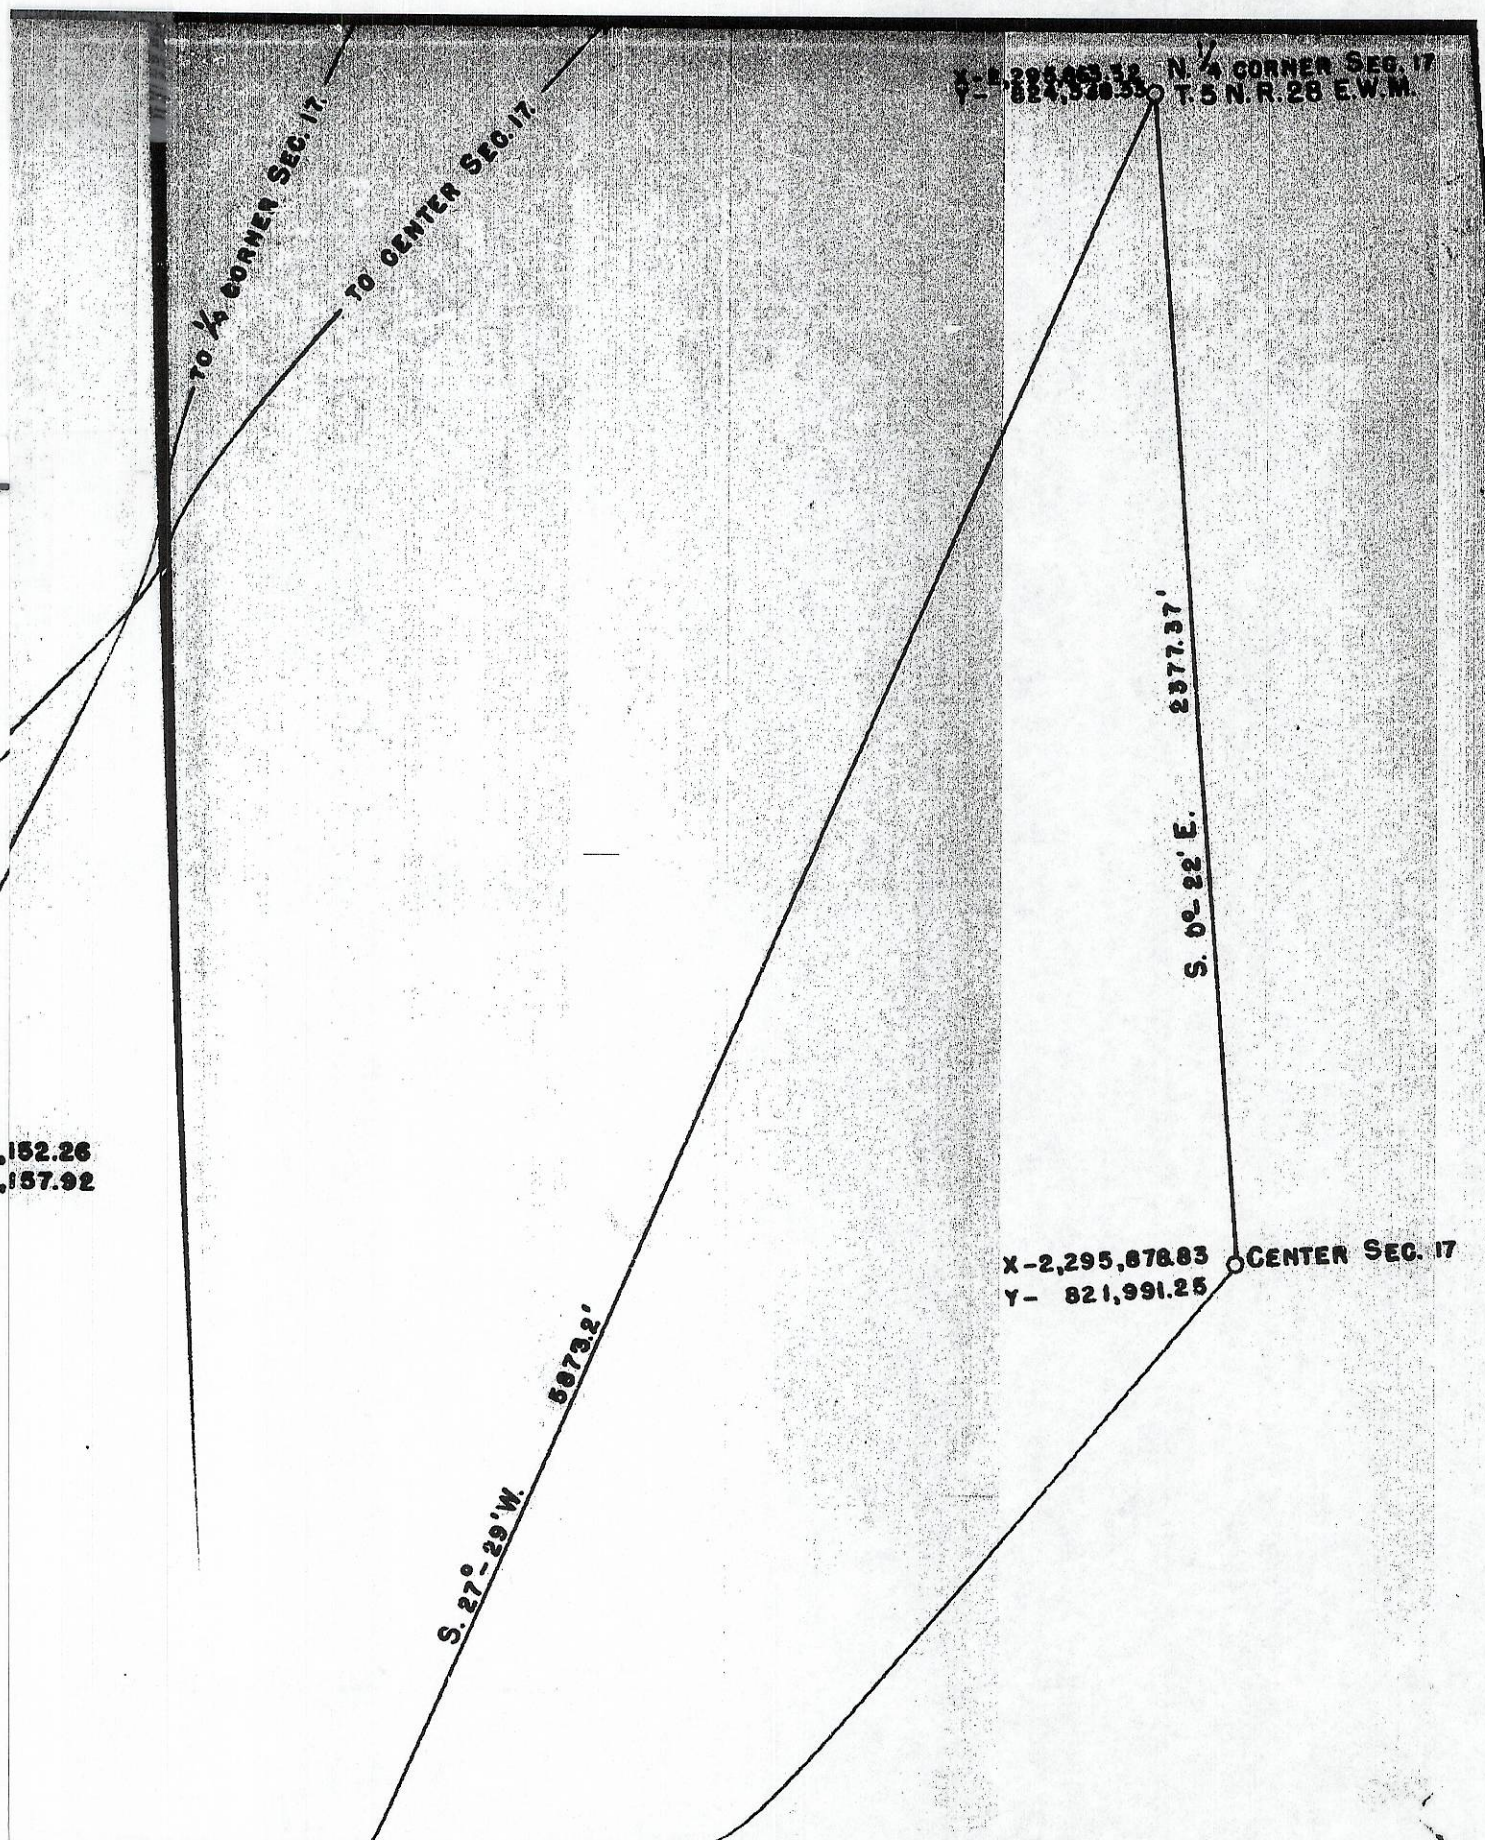 N. 1/4 CORNER SEC. 17
T. 5 N. R. 28 E.W.M.
TO 1/4 CORNER SEC. 17.
TO CENTER SEC. 17.
2377.37'
S. 0°-22' E.
,152.26
,157.92
X-2,295,678.83 CENTER SEC. 17
Y- 821,991.25
5873.2'
S. 27°-29' W.